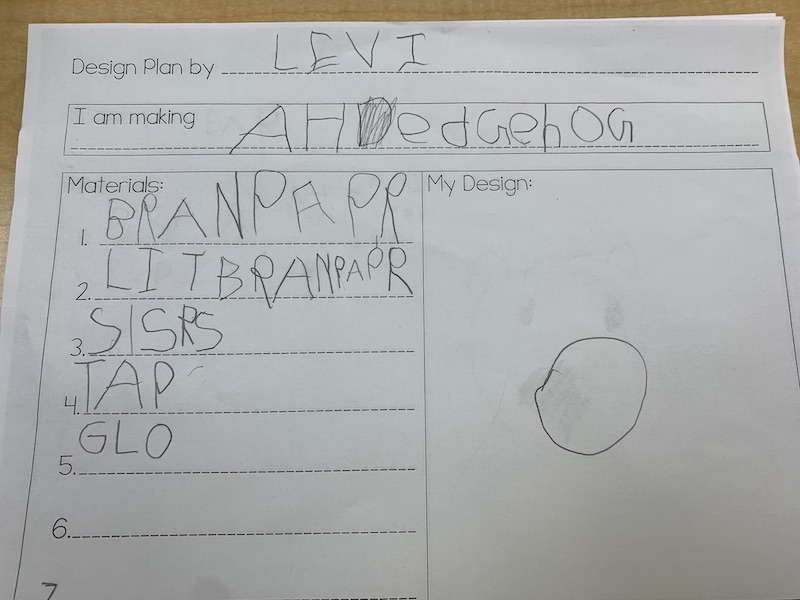 Design Plan by LEVI
I am making AHedgehOG
Materials:
1. BRANPAPR
2. LITBRANPAPR
3. SISRS
4. TAP
5. GLO
6.
7
My Design: